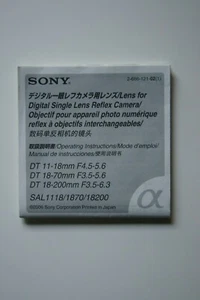 SONY
デジタル一眼レフカメラ用レンズ/Lens for
Digital Single Lens Reflex Camera/
Objectif pour appareil photo numérique
reflex à objectifs interchangeables/
数码单反相机的镜头
取扱説明書/Operating Instructions/Mode d'emploi/
Manual de instrucciones/使用说明书
DT 11-18mm F4.5-5.6
DT 18-70mm F3.5-5.6
DT 18-200mm F3.5-6.3
α
SAL1118/1870/18200
©2006 Sony Corporation Printed in Japan